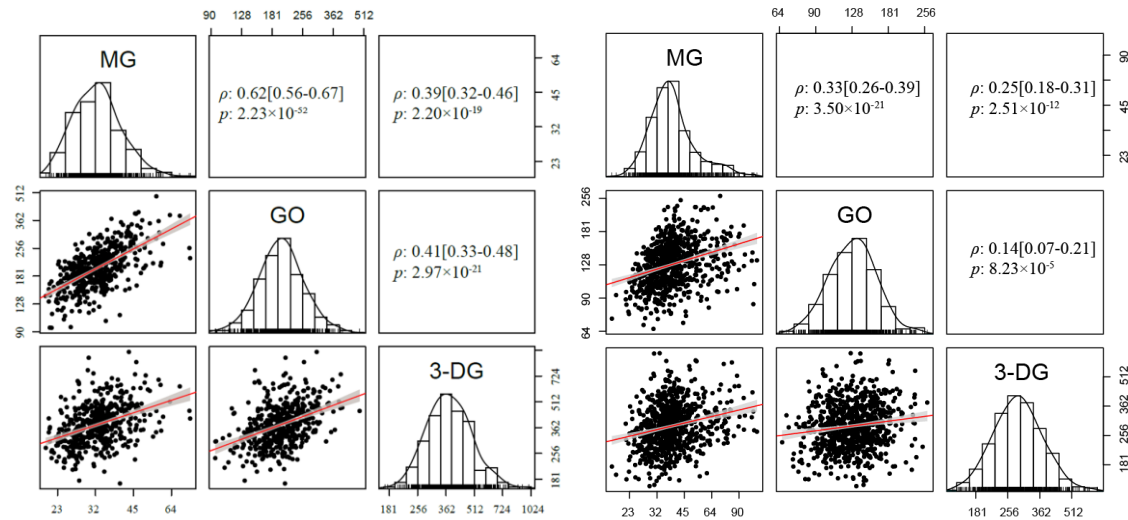 90 128 181 256 362 512
64 90 128 181 256
MG
ρ: 0.62[0.56-0.67]
p: 2.23×10-52
ρ: 0.39[0.32-0.46]
p: 2.20×10-19
64
45
32
23
MG
ρ: 0.33[0.26-0.39]
p: 3.50×10-21
ρ: 0.25[0.18-0.31]
p: 2.51×10-12
90
45
23
512
362
256
181
128
90
GO
ρ: 0.41[0.33-0.48]
p: 2.97×10-21
256
181
128
90
64
GO
ρ: 0.14[0.07-0.21]
p: 8.23×10-5
3-DG
724
512
362
256
181
3-DG
512
362
256
181
23 32 45 64
181 256 362 512 724 1024
23 32 45 64 90
181 256 362 512